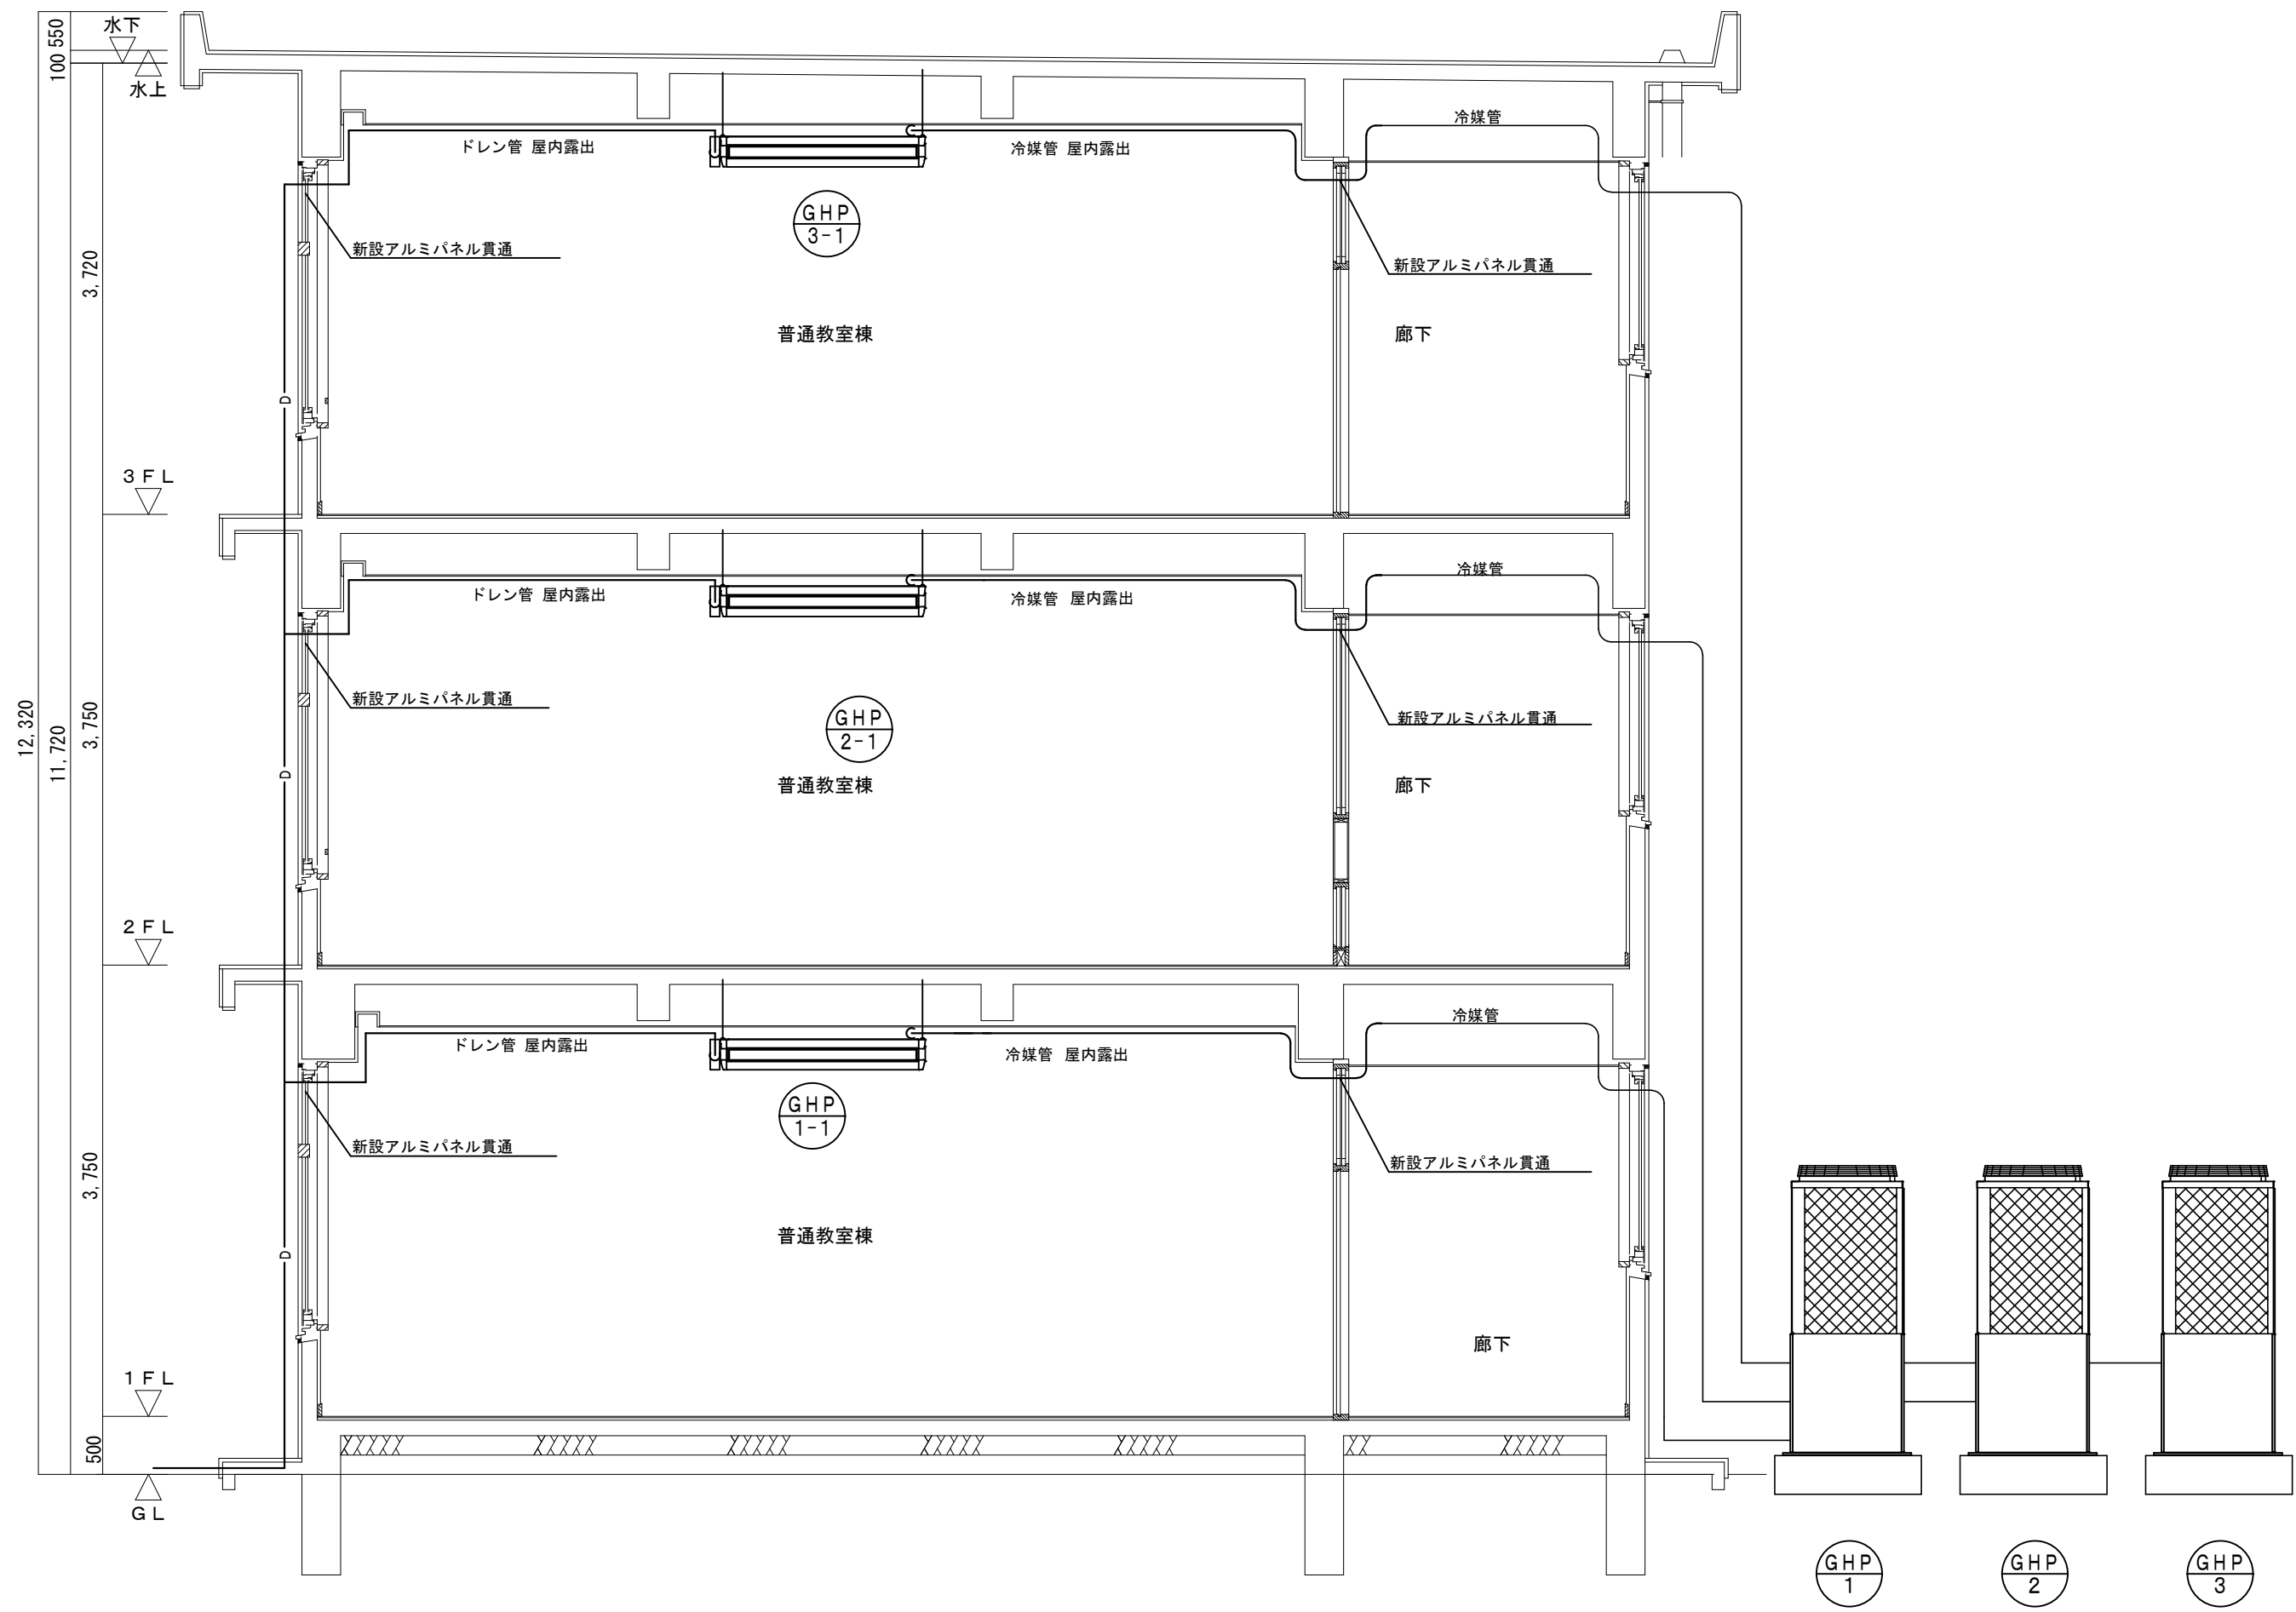 水下
水上
550
100
冷媒管
ドレン管 屋内露出
冷媒管 屋内露出
GHP
3-1
新設アルミパネル貫通
新設アルミパネル貫通
3,720
普通教室棟
廊下
D
3FL
冷媒管
ドレン管 屋内露出
冷媒管 屋内露出
新設アルミパネル貫通
GHP
2-1
新設アルミパネル貫通
12,320
11,720
3,750
D
普通教室棟
廊下
2FL
冷媒管
ドレン管 屋内露出
冷媒管 屋内露出
GHP
1-1
新設アルミパネル貫通
新設アルミパネル貫通
3,750
普通教室棟
D
廊下
1FL
500
GL
GHP
1
GHP
2
GHP
3